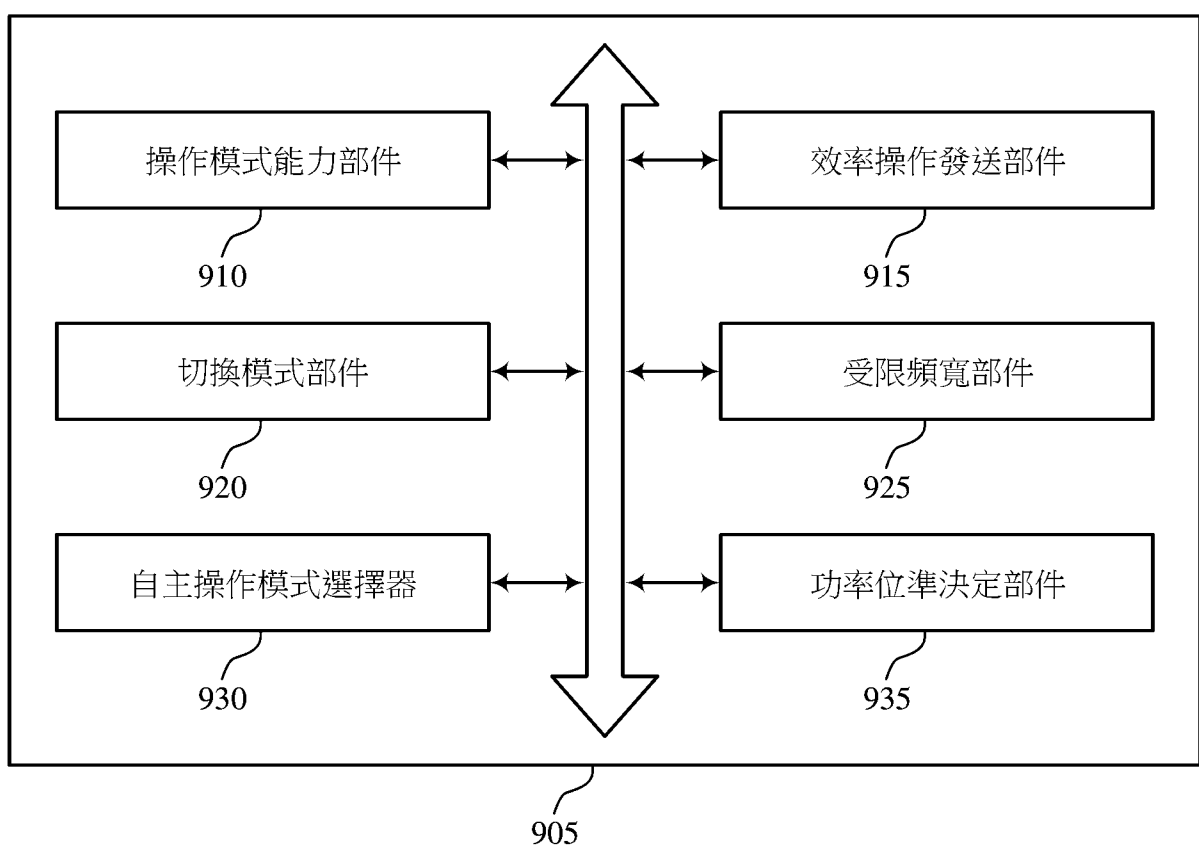 操作模式能力部件
910
效率操作發送部件
915
切換模式部件
920
受限頻寬部件
925
自主操作模式選擇器
930
功率位準決定部件
935
905